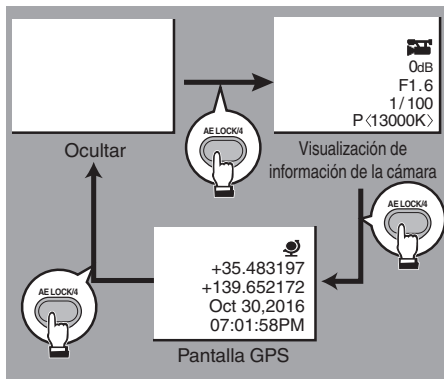 0dB
F1.6
1/100
P〈13000K〉
AE LOCK/4
Ocultar
Visualización de
información de la cámara
AE LOCK/4
+35.483197
+139.652172
Oct 30,2016
07:01:58PM
AE LOCK/4
Pantalla GPS